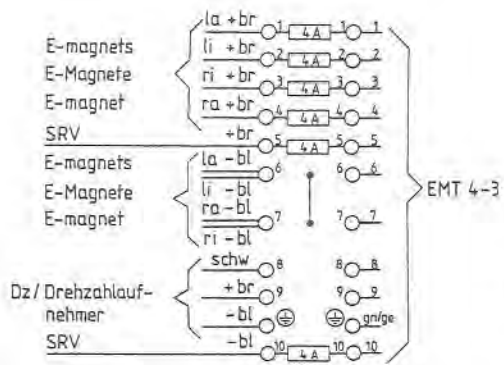 la +br 1 4A 1 1
E-magnets li +br 2 4A 2 2
E-Magnete ri +br 3 4A 3 3
E-magnet ra +br 4 4A 4 4
SRV +br 5 4A 5 5
E-magnets la -bl 6 6 6
E-Magnete li -bl EMT 4-3
E-magnet ra -bl 7 7 7
ri -bl
schw 8 8 8
Dz/Drehzahlauf- +br 9 9 9
nehmer -bl gn/ge
SRV -bl 10 4A 10 10